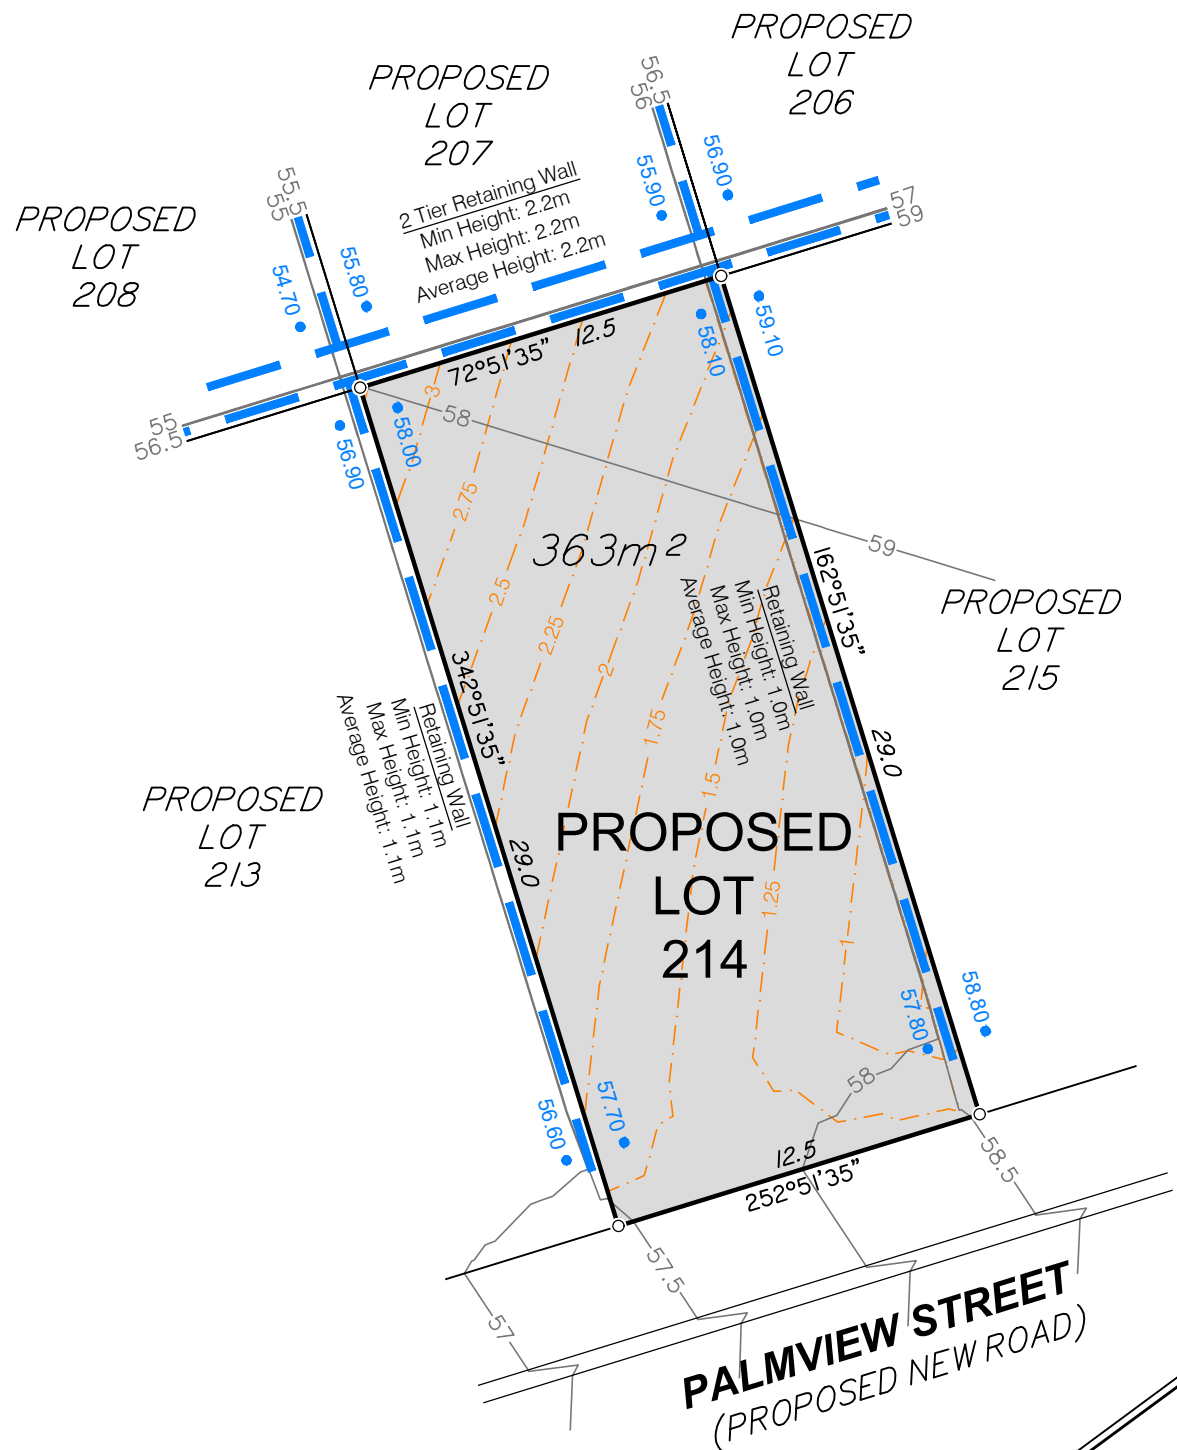 PROPOSED
LOT
206
PROPOSED
LOT
207
PROPOSED
LOT
208
56.5
56
55.5
55
55.90
56.90
54.70
55.80
2 Tier Retaining Wall
Min Height: 2.2m
Max Height: 2.2m
Average Height: 2.2m
57
59
55
56.5
72°51'35"
12.5
58.10
59.10
56.90
58.00
58
59
3
2.75
2.5
2.25
2
1.75
1.5
1.25
1
363m²
Retaining Wall
Min Height: 1.0m
Max Height: 1.0m
Average Height: 1.0m
162°51'35"
29.0
PROPOSED
LOT
215
342°51'35"
29.0
Retaining Wall
Min Height: 1.1m
Max Height: 1.1m
Average Height: 1.1m
PROPOSED
LOT
213
PROPOSED
LOT
214
57.80
58.80
56.60
57.70
58
12.5
252°51'35"
58.5
57.5
57
PALMVIEW STREET
(PROPOSED NEW ROAD)